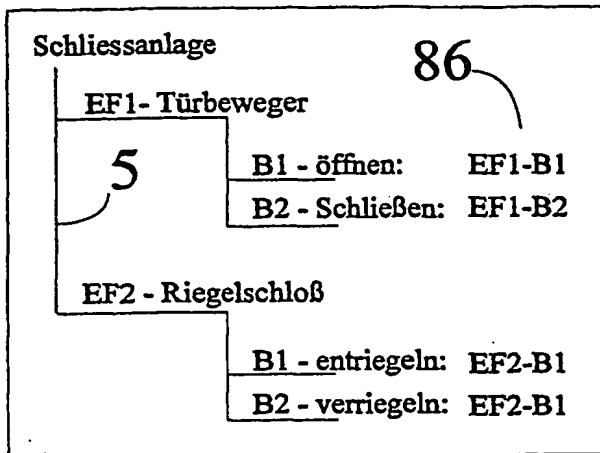 Schliessanlage
86
EF1- Türbeweger
5
B1 - öffnen: EF1-B1
B2 - Schließen: EF1-B2
EF2 - Riegelschloß
B1 - entriegeln: EF2-B1
B2 - verriegeln: EF2-B1